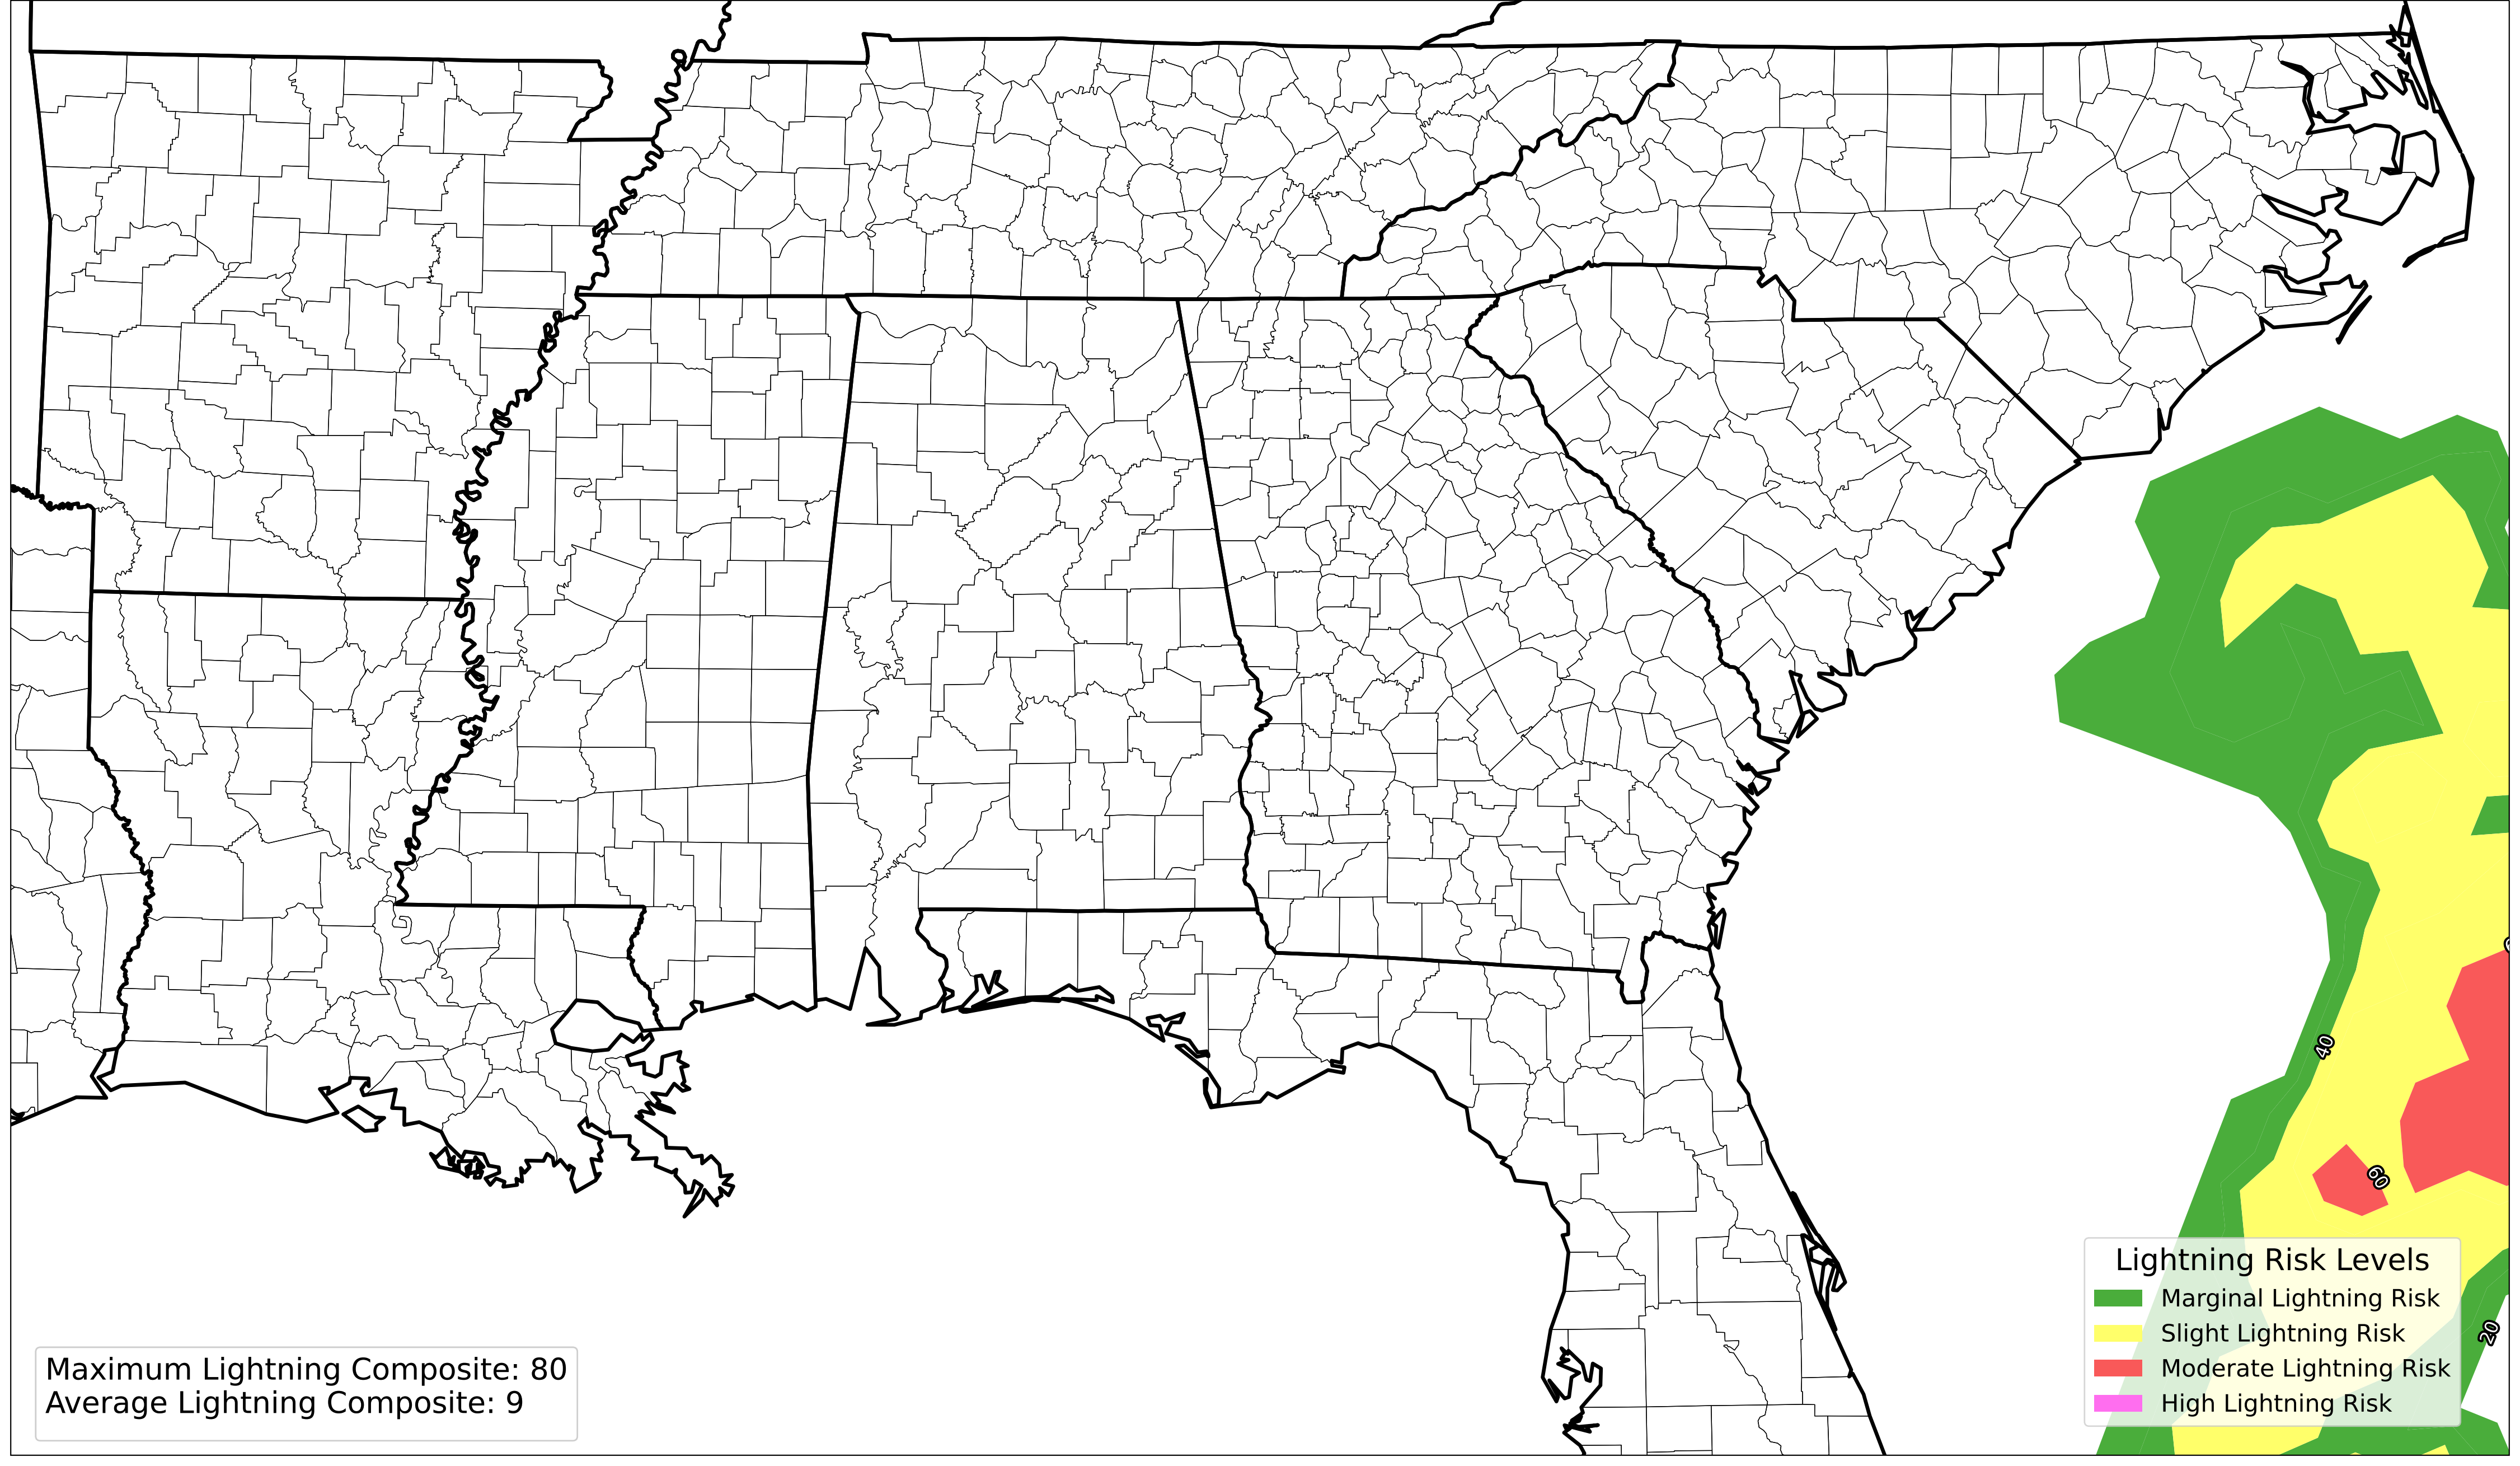 40
60
20
Lightning Risk Levels
Marginal Lightning Risk
Slight Lightning Risk
Moderate Lightning Risk
High Lightning Risk
Maximum Lightning Composite: 80
Average Lightning Composite: 9